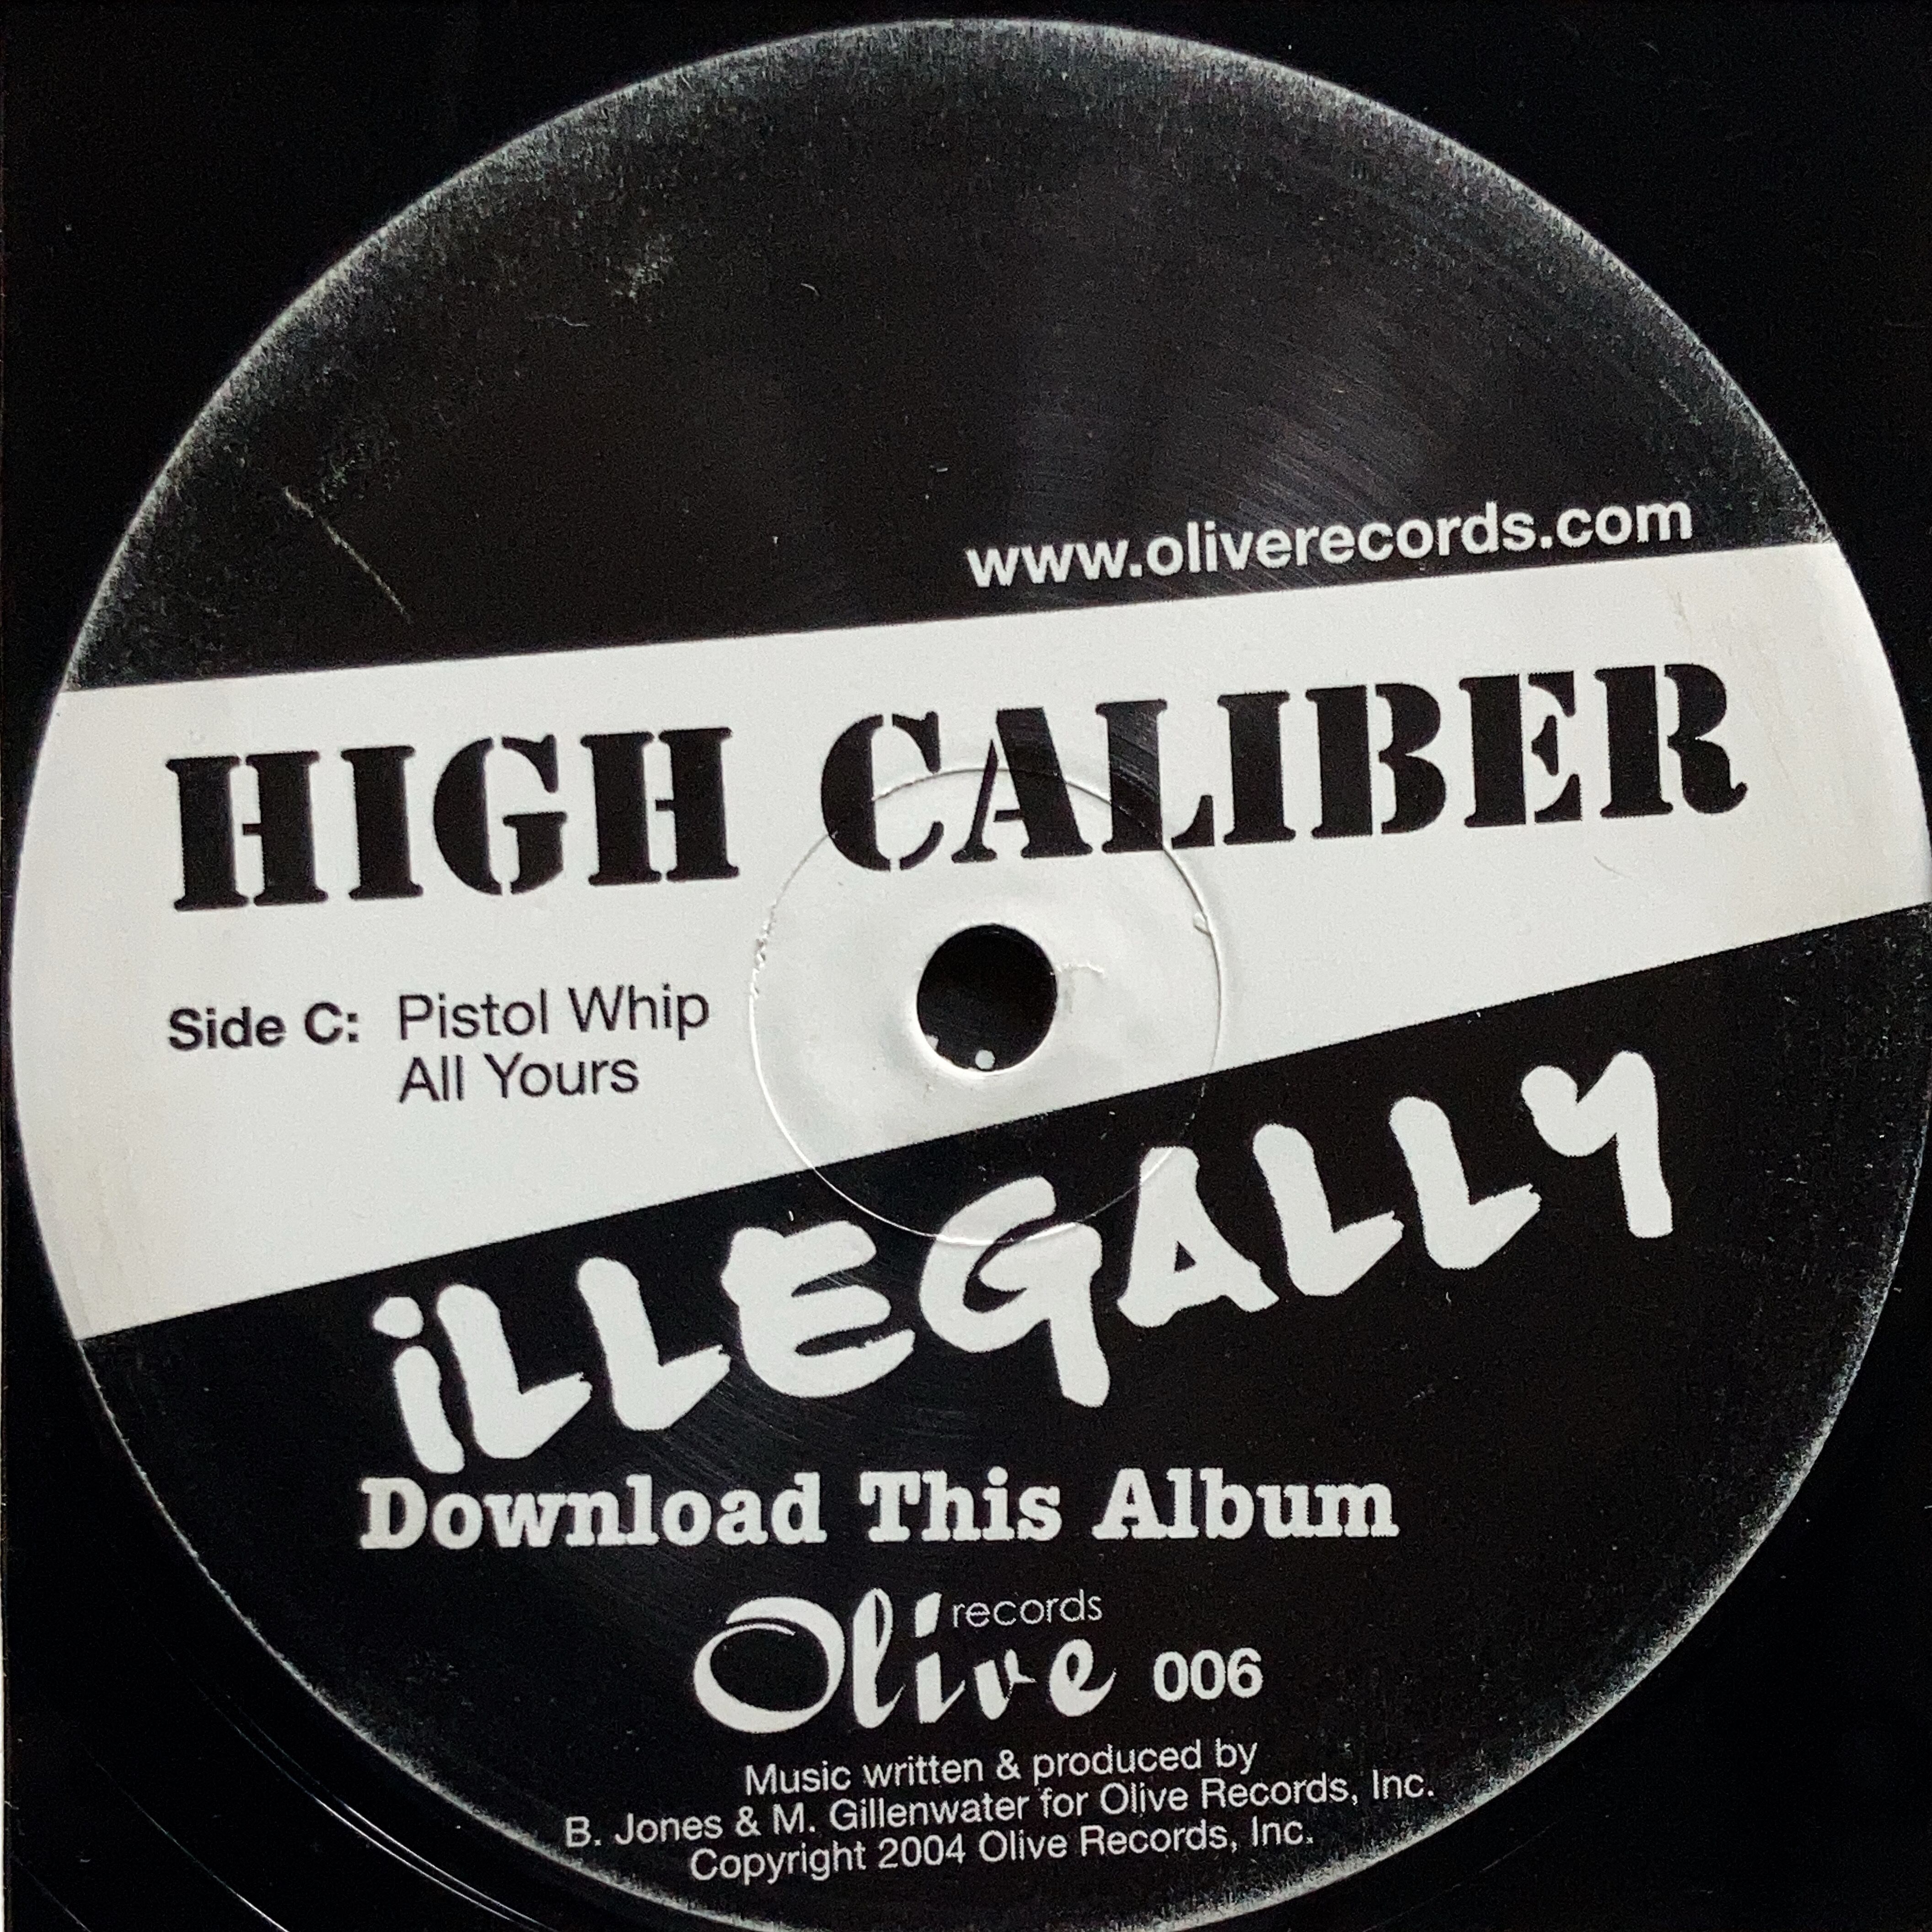 www.oliverecords.com
HIGH CALIBER
Side C: Pistol Whip
All Yours
iLLEGALLY
Download This Album
Olive records 006
Music written & produced by
B. Jones & M. Gillenwater for Olive Records, Inc.
Copyright 2004 Olive Records, Inc.